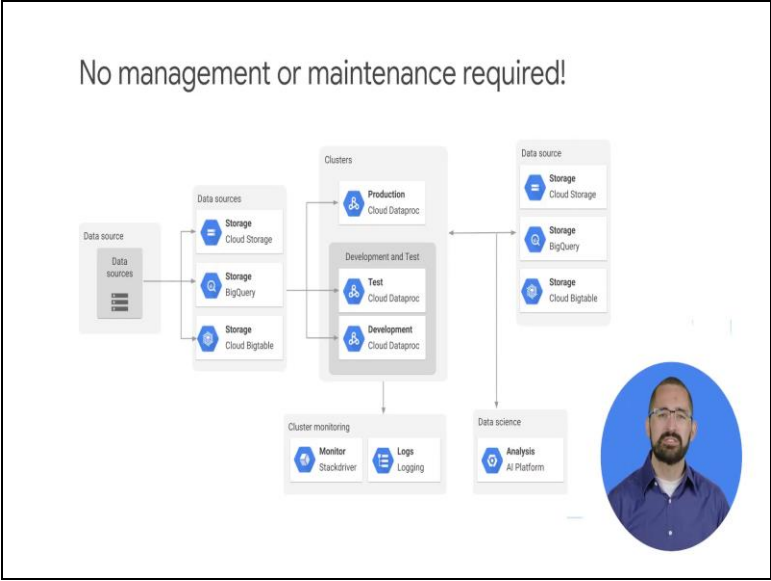 No management or maintenance required!
Data source
Data
sources
Data sources
Storage
Cloud Storage
Storage
BigQuery
Storage
Cloud Bigtable
Clusters
Production
Cloud Dataproc
Development and Test
Test
Cloud Dataproc
Development
Cloud Dataproc
Data source
Storage
Cloud Storage
Storage
BigQuery
Storage
Cloud Bigtable
Cluster monitoring
Monitor
Stackdriver
Logs
Logging
Data science
Analysis
AI Platform